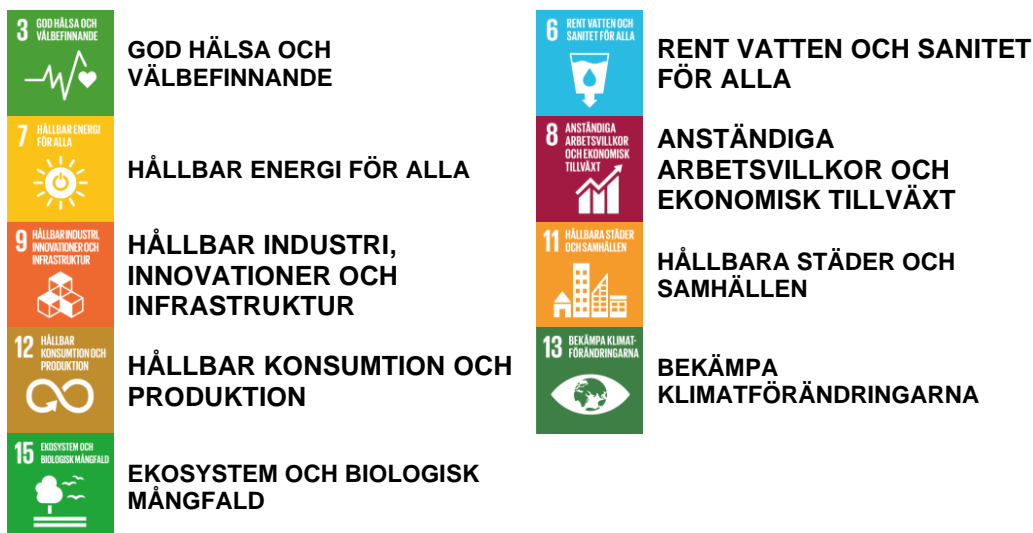 3 GOD HÄLSA OCH
VÄLBEFINNANDE
GOD HÄLSA OCH
VÄLBEFINNANDE
6 RENT VATTEN OCH
SANITET FÖR ALLA
RENT VATTEN OCH SANITET
FÖR ALLA
7 HÅLLBAR ENERGI
FÖR ALLA
HÅLLBAR ENERGI FÖR ALLA
8 ANSTÄNDIGA
ARBETSVILLKOR
OCH EKONOMISK
TILLVÄXT
ANSTÄNDIGA
ARBETSVILLKOR OCH
EKONOMISK TILLVÄXT
9 HÅLLBAR INDUSTRI,
INNOVATIONER OCH
INFRASTRUKTUR
HÅLLBAR INDUSTRI,
INNOVATIONER OCH
INFRASTRUKTUR
11 HÅLLBARA STÄDER
OCH SAMHÄLLEN
HÅLLBARA STÄDER OCH
SAMHÄLLEN
12 HÅLLBAR
KONSUMTION OCH
PRODUKTION
HÅLLBAR KONSUMTION OCH
PRODUKTION
13 BEKÄMPA KLIMAT-
FÖRÄNDRINGARNA
BEKÄMPA
KLIMATFÖRÄNDRINGARNA
15 EKOSYSTEM OCH
BIOLOGISK MÅNGFALD
EKOSYSTEM OCH BIOLOGISK
MÅNGFALD